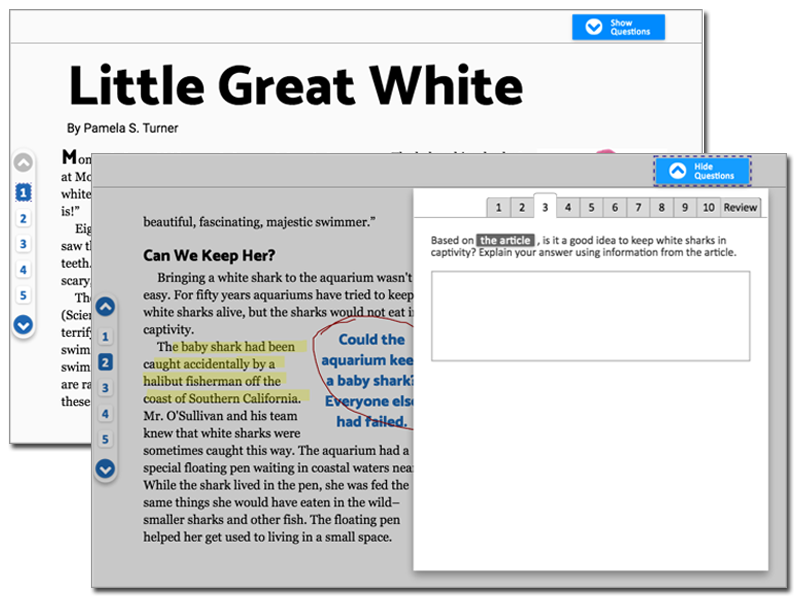 Show
Questions
Little Great White
By Pamela S. Turner
Mon
at Mo
white
is!"
Eig
saw th
teeth.
scary,
The
(Scien
terrify
swim
swim
are ra
these
1
2
3
4
5
Hide
Questions
beautiful, fascinating, majestic swimmer."
Can We Keep Her?
Bringing a white shark to the aquarium wasn't
easy. For fifty years aquariums have tried to keep
white sharks alive, but the sharks would not eat in
captivity.
The baby shark had been
caught accidentally by a
halibut fisherman off the
coast of Southern California.
Mr. O'Sullivan and his team
knew that white sharks were
sometimes caught this way. The aquarium had a
special floating pen waiting in coastal waters nea
While the shark lived in the pen, she was fed the
same things she would have eaten in the wild–
smaller sharks and other fish. The floating pen
helped her get used to living in a small space.
Could the
aquarium kee
a baby shark?
Everyone else
had failed.
1
2
3
4
5
1 2 3 4 5 6 7 8 9 10 Review
Based on the article , is it a good idea to keep white sharks in
captivity? Explain your answer using information from the article.